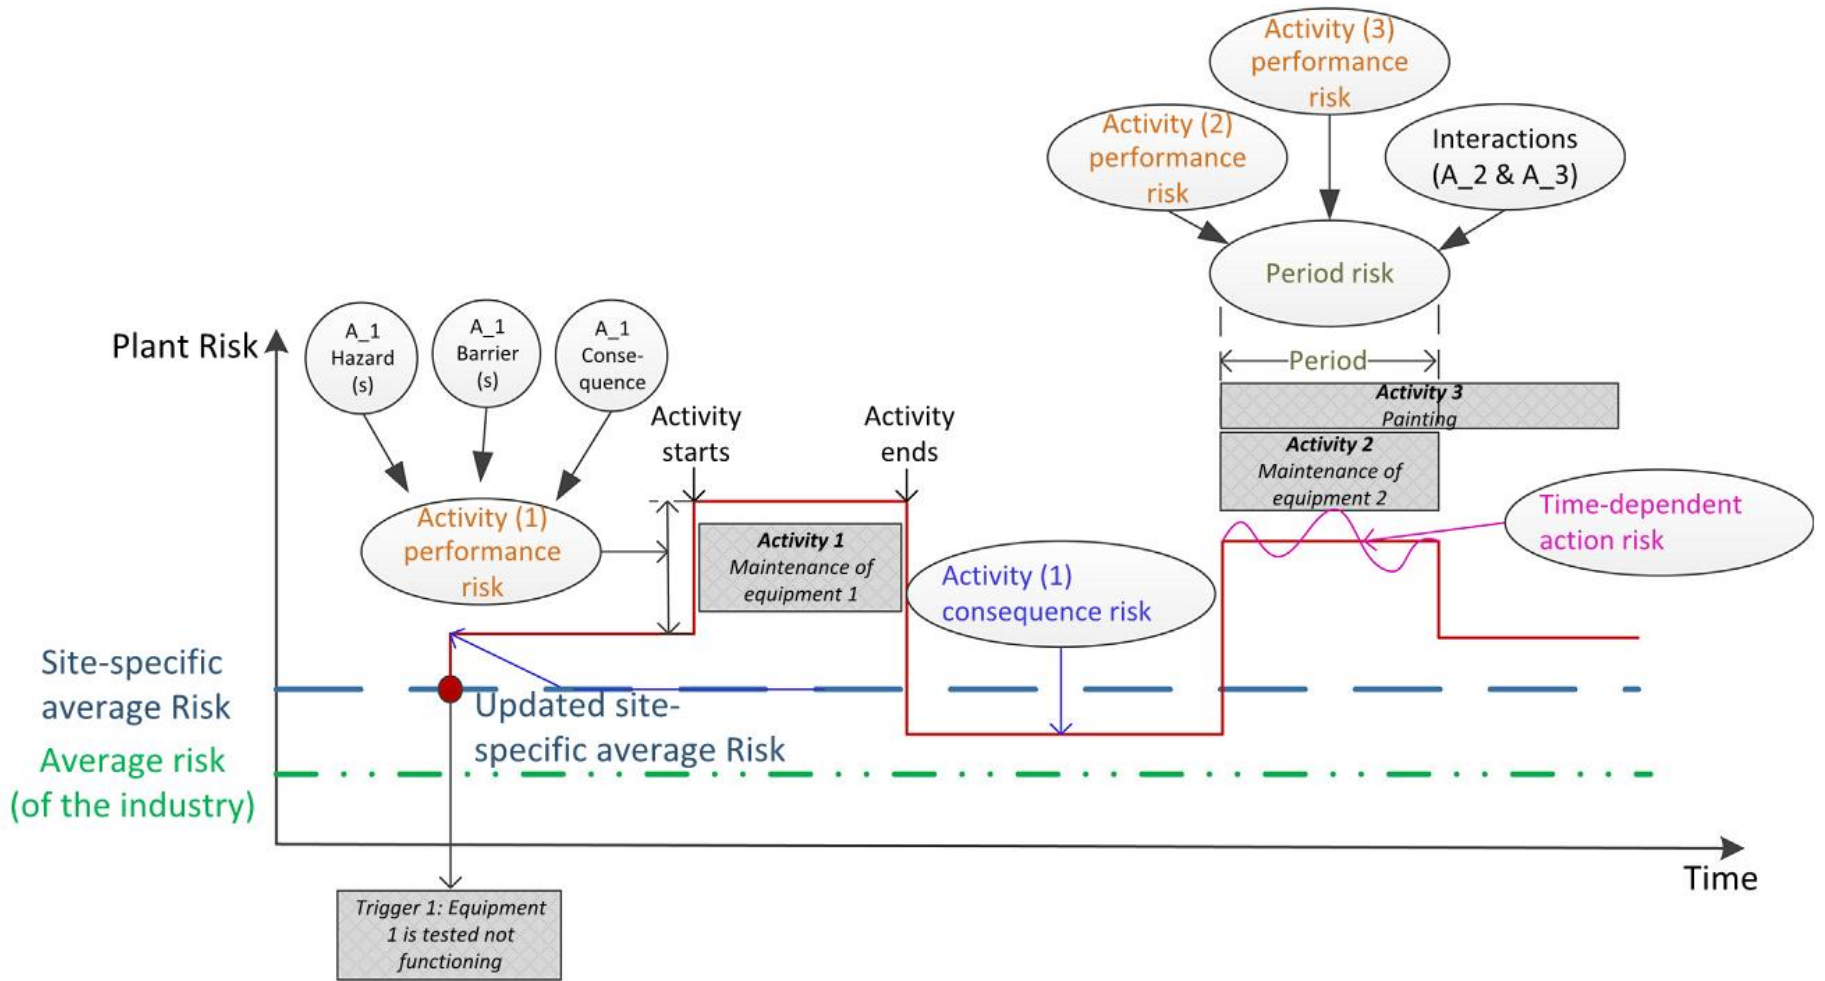 Activity (3)
performance
risk
Activity (2)
performance
risk
Interactions
(A_2 & A_3)
Period risk
Plant Risk
A_1
Hazard
(s)
A_1
Barrier
(s)
A_1
Conse-
quence
Period
Activity 3
Painting
Activity
starts
Activity
ends
Activity 2
Maintenance of
equipment 2
Activity (1)
performance
risk
Activity 1
Maintenance of
equipment 1
Time-dependent
action risk
Activity (1)
consequence risk
Site-specific
average Risk
Updated site-
specific average Risk
Average risk
(of the industry)
Time
Trigger 1: Equipment
1 is tested not
functioning